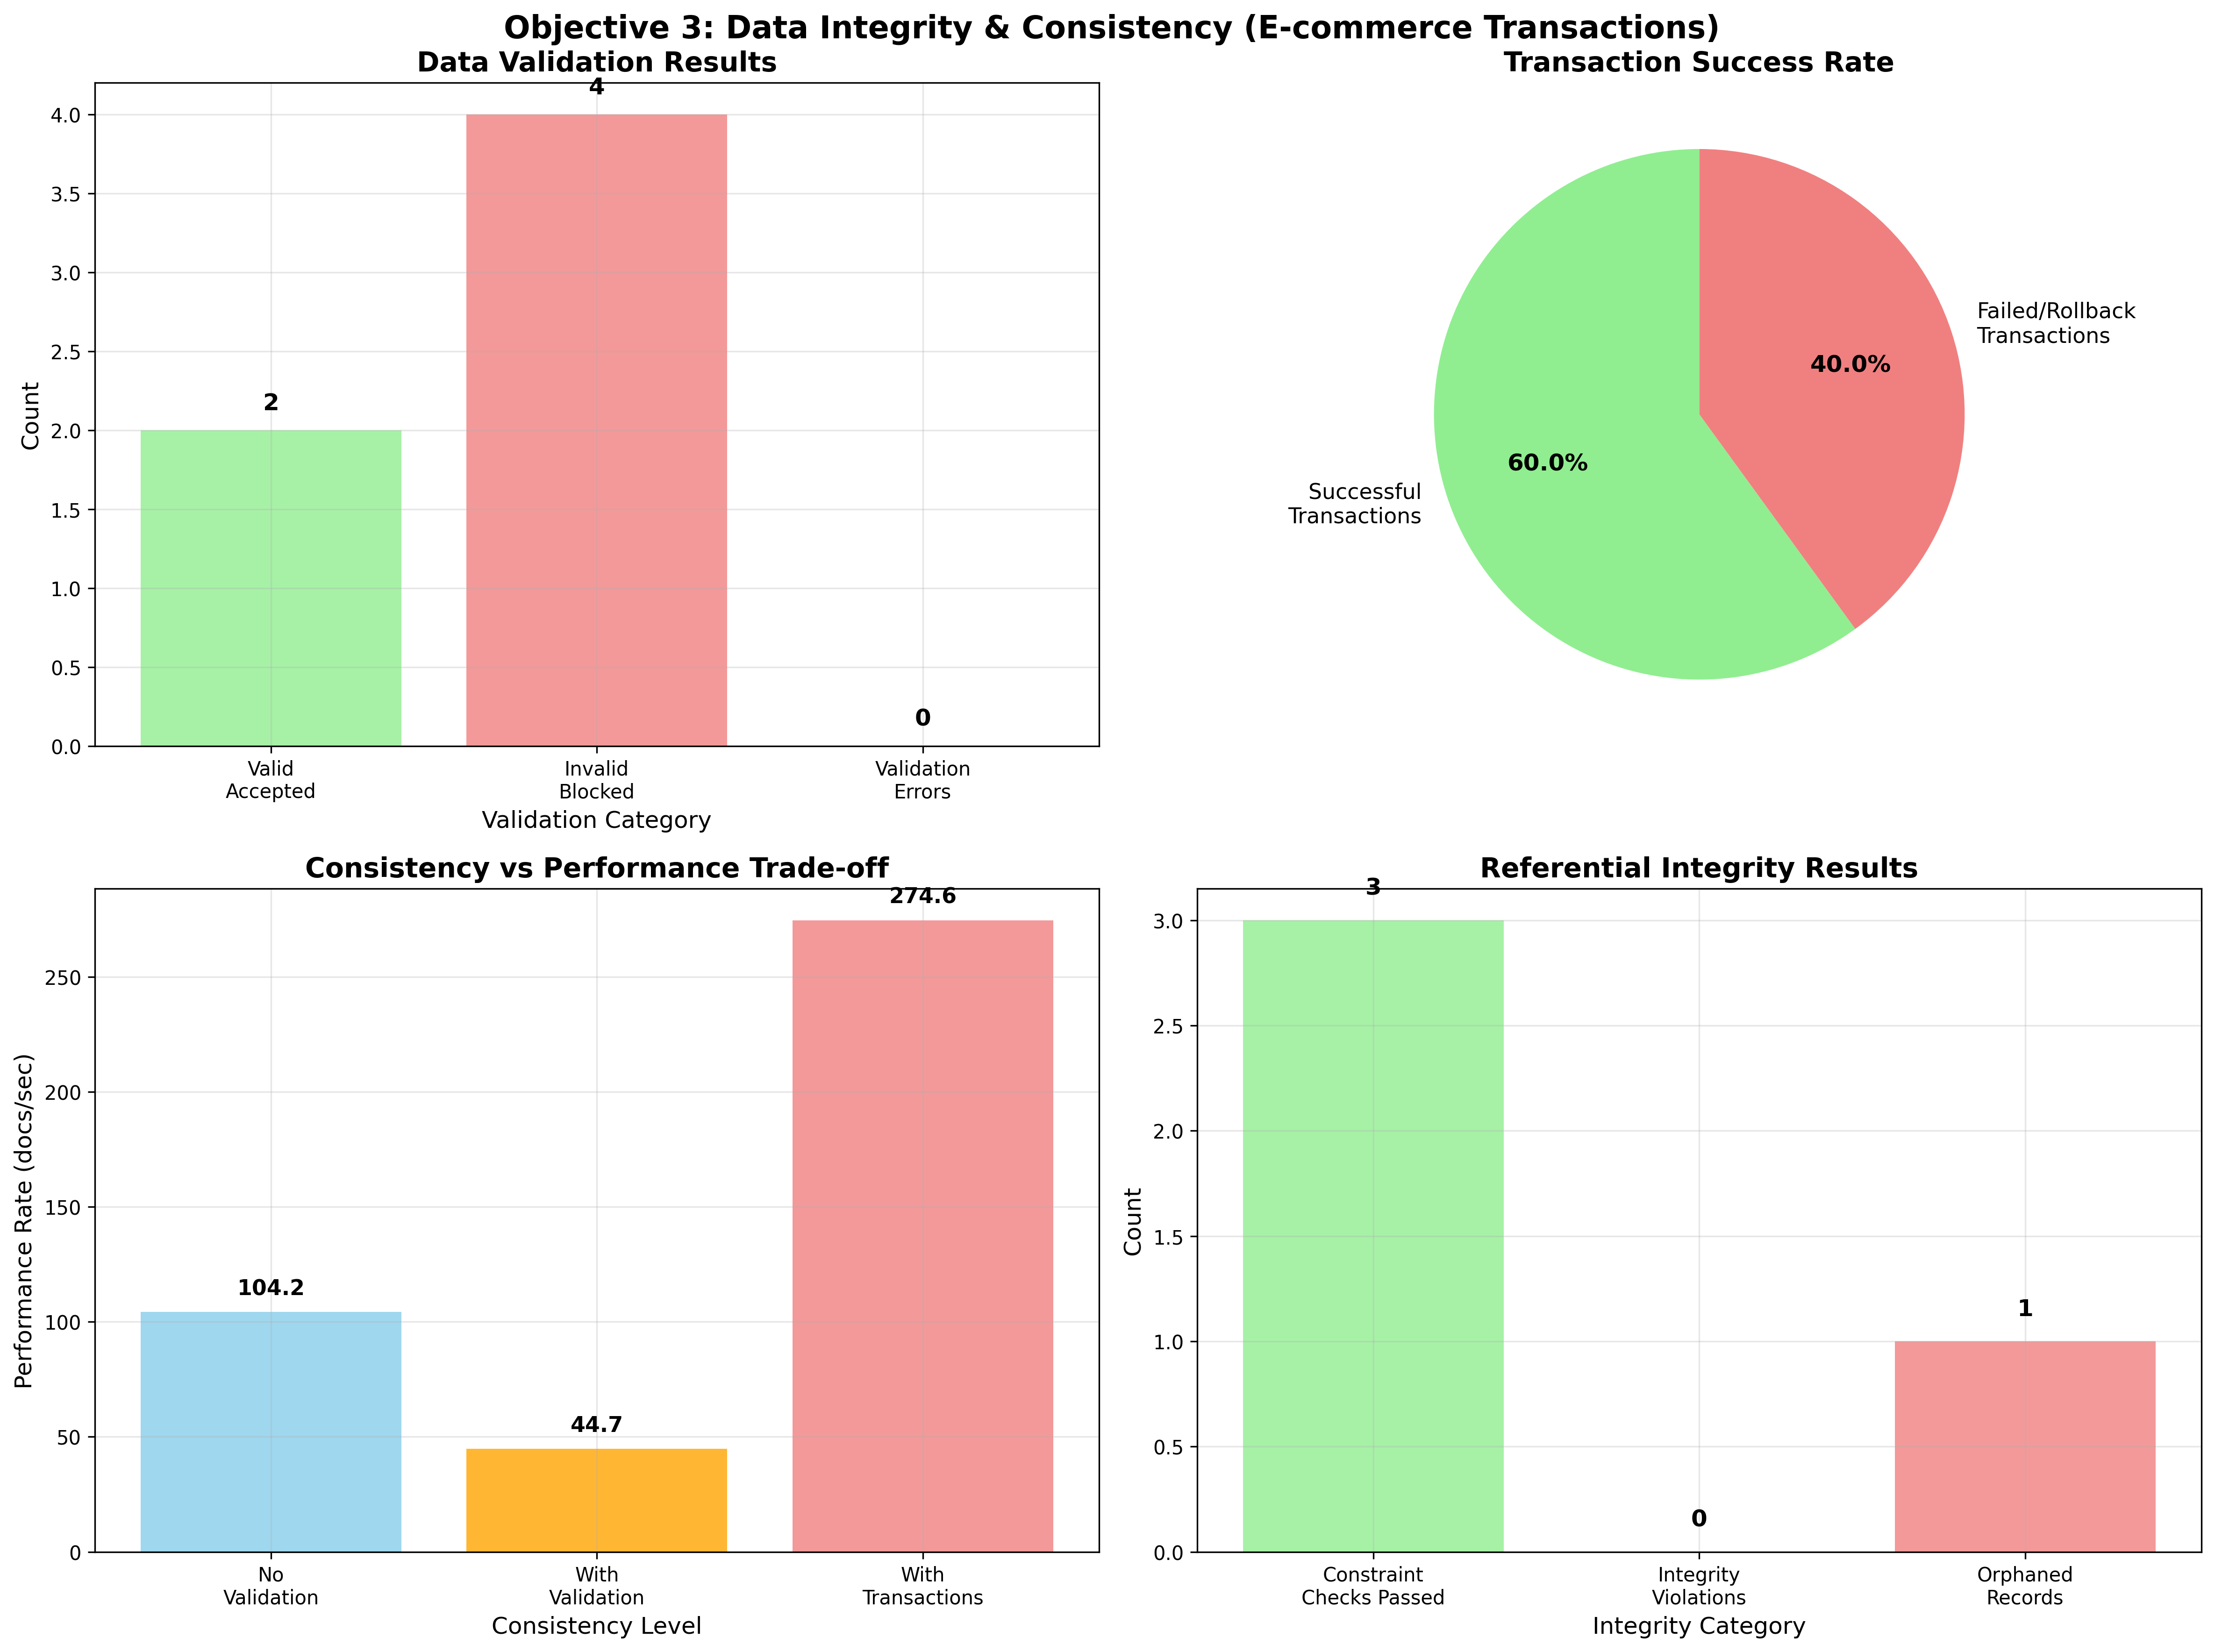 Objective 3: Data Integrity & Consistency (E-commerce Transactions)
Data Validation Results
4
4.0
3.5
3.0
2.5
2
2.0
1.5
1.0
0.5
0
0.0
Count
Valid
Accepted
Invalid
Blocked
Validation
Errors
Validation Category
Transaction Success Rate
Failed/Rollback
Transactions
40.0%
60.0%
Successful
Transactions
Consistency vs Performance Trade-off
274.6
250
200
150
104.2
100
44.7
50
0
Performance Rate (docs/sec)
No
Validation
With
Validation
With
Transactions
Consistency Level
Referential Integrity Results
3
3.0
2.5
2.0
1.5
1
1.0
0.5
0
0.0
Count
Constraint
Checks Passed
Integrity
Violations
Orphaned
Records
Integrity Category